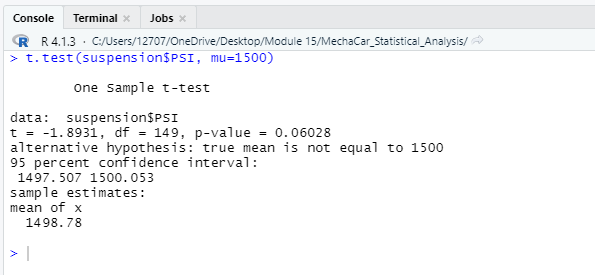 Console Terminal × Jobs ×
R R 4.1.3 · C:/Users/12707/OneDrive/Desktop/Module 15/MechaCar_Statistical_Analysis/
> t.test(suspension$PSI, mu=1500)
One Sample t-test
data:  suspension$PSI
t = -1.8931, df = 149, p-value = 0.06028
alternative hypothesis: true mean is not equal to 1500
95 percent confidence interval:
1497.507 1500.053
sample estimates:
mean of x
1498.78
>